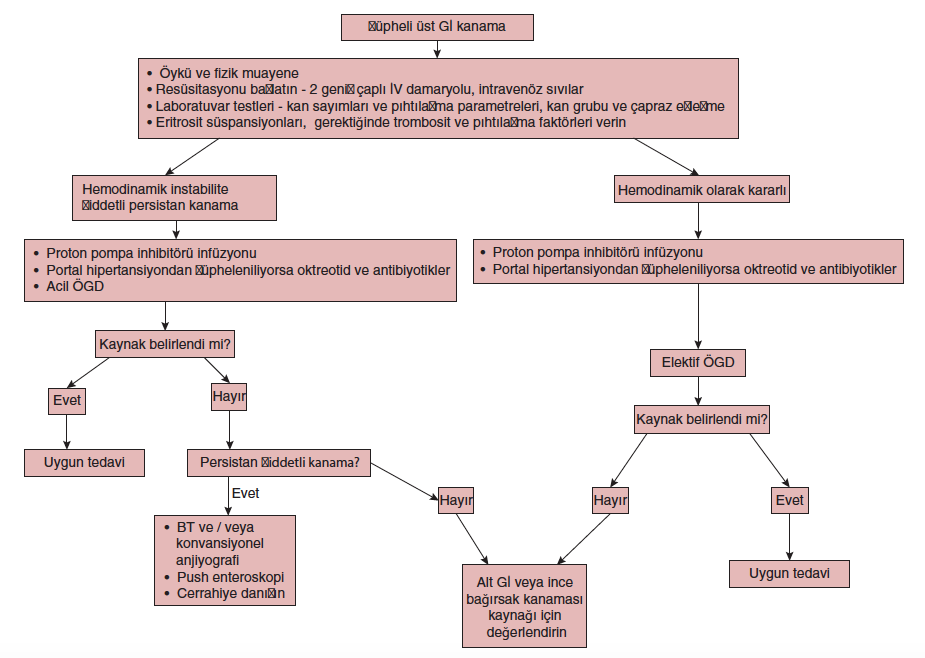 ☒üpheli üst Gİ kanama
• Öykü ve fizik muayene
• Resüsitasyonu ba☒latın - 2 geni☒ çaplı İV damaryolu, intravenöz sıvılar
• Laboratuvar testleri - kan sayımları ve pıhtıla☒ma parametreleri, kan grubu ve çapraz e☒le☒me
• Eritrosit süspansiyonları, gerektiğinde trombosit ve pıhtıla☒ma faktörleri verin
Hemodinamik instabilite
☒iddetli persistan kanama
Hemodinamik olarak kararlı
• Proton pompa inhibitörü infüzyonu
• Portal hipertansiyondan ☒üpheleniliyorsa oktreotid ve antibiyotikler
• Acil ÖGD
• Proton pompa inhibitörü infüzyonu
• Portal hipertansiyondan ☒üpheleniliyorsa oktreotid ve antibiyotikler
Kaynak belirlendi mi?
Elektif ÖGD
Evet
Hayır
Kaynak belirlendi mi?
Uygun tedavi
Persistan ☒iddetli kanama?
Evet
Hayır
Hayır
Evet
• BT ve / veya
konvansiyonel
anjiyografi
• Push enteroskopi
• Cerrahiye danı☒ın
Alt Gİ veya ince
bağırsak kanaması
kaynağı için
değerlendirin
Uygun tedavi